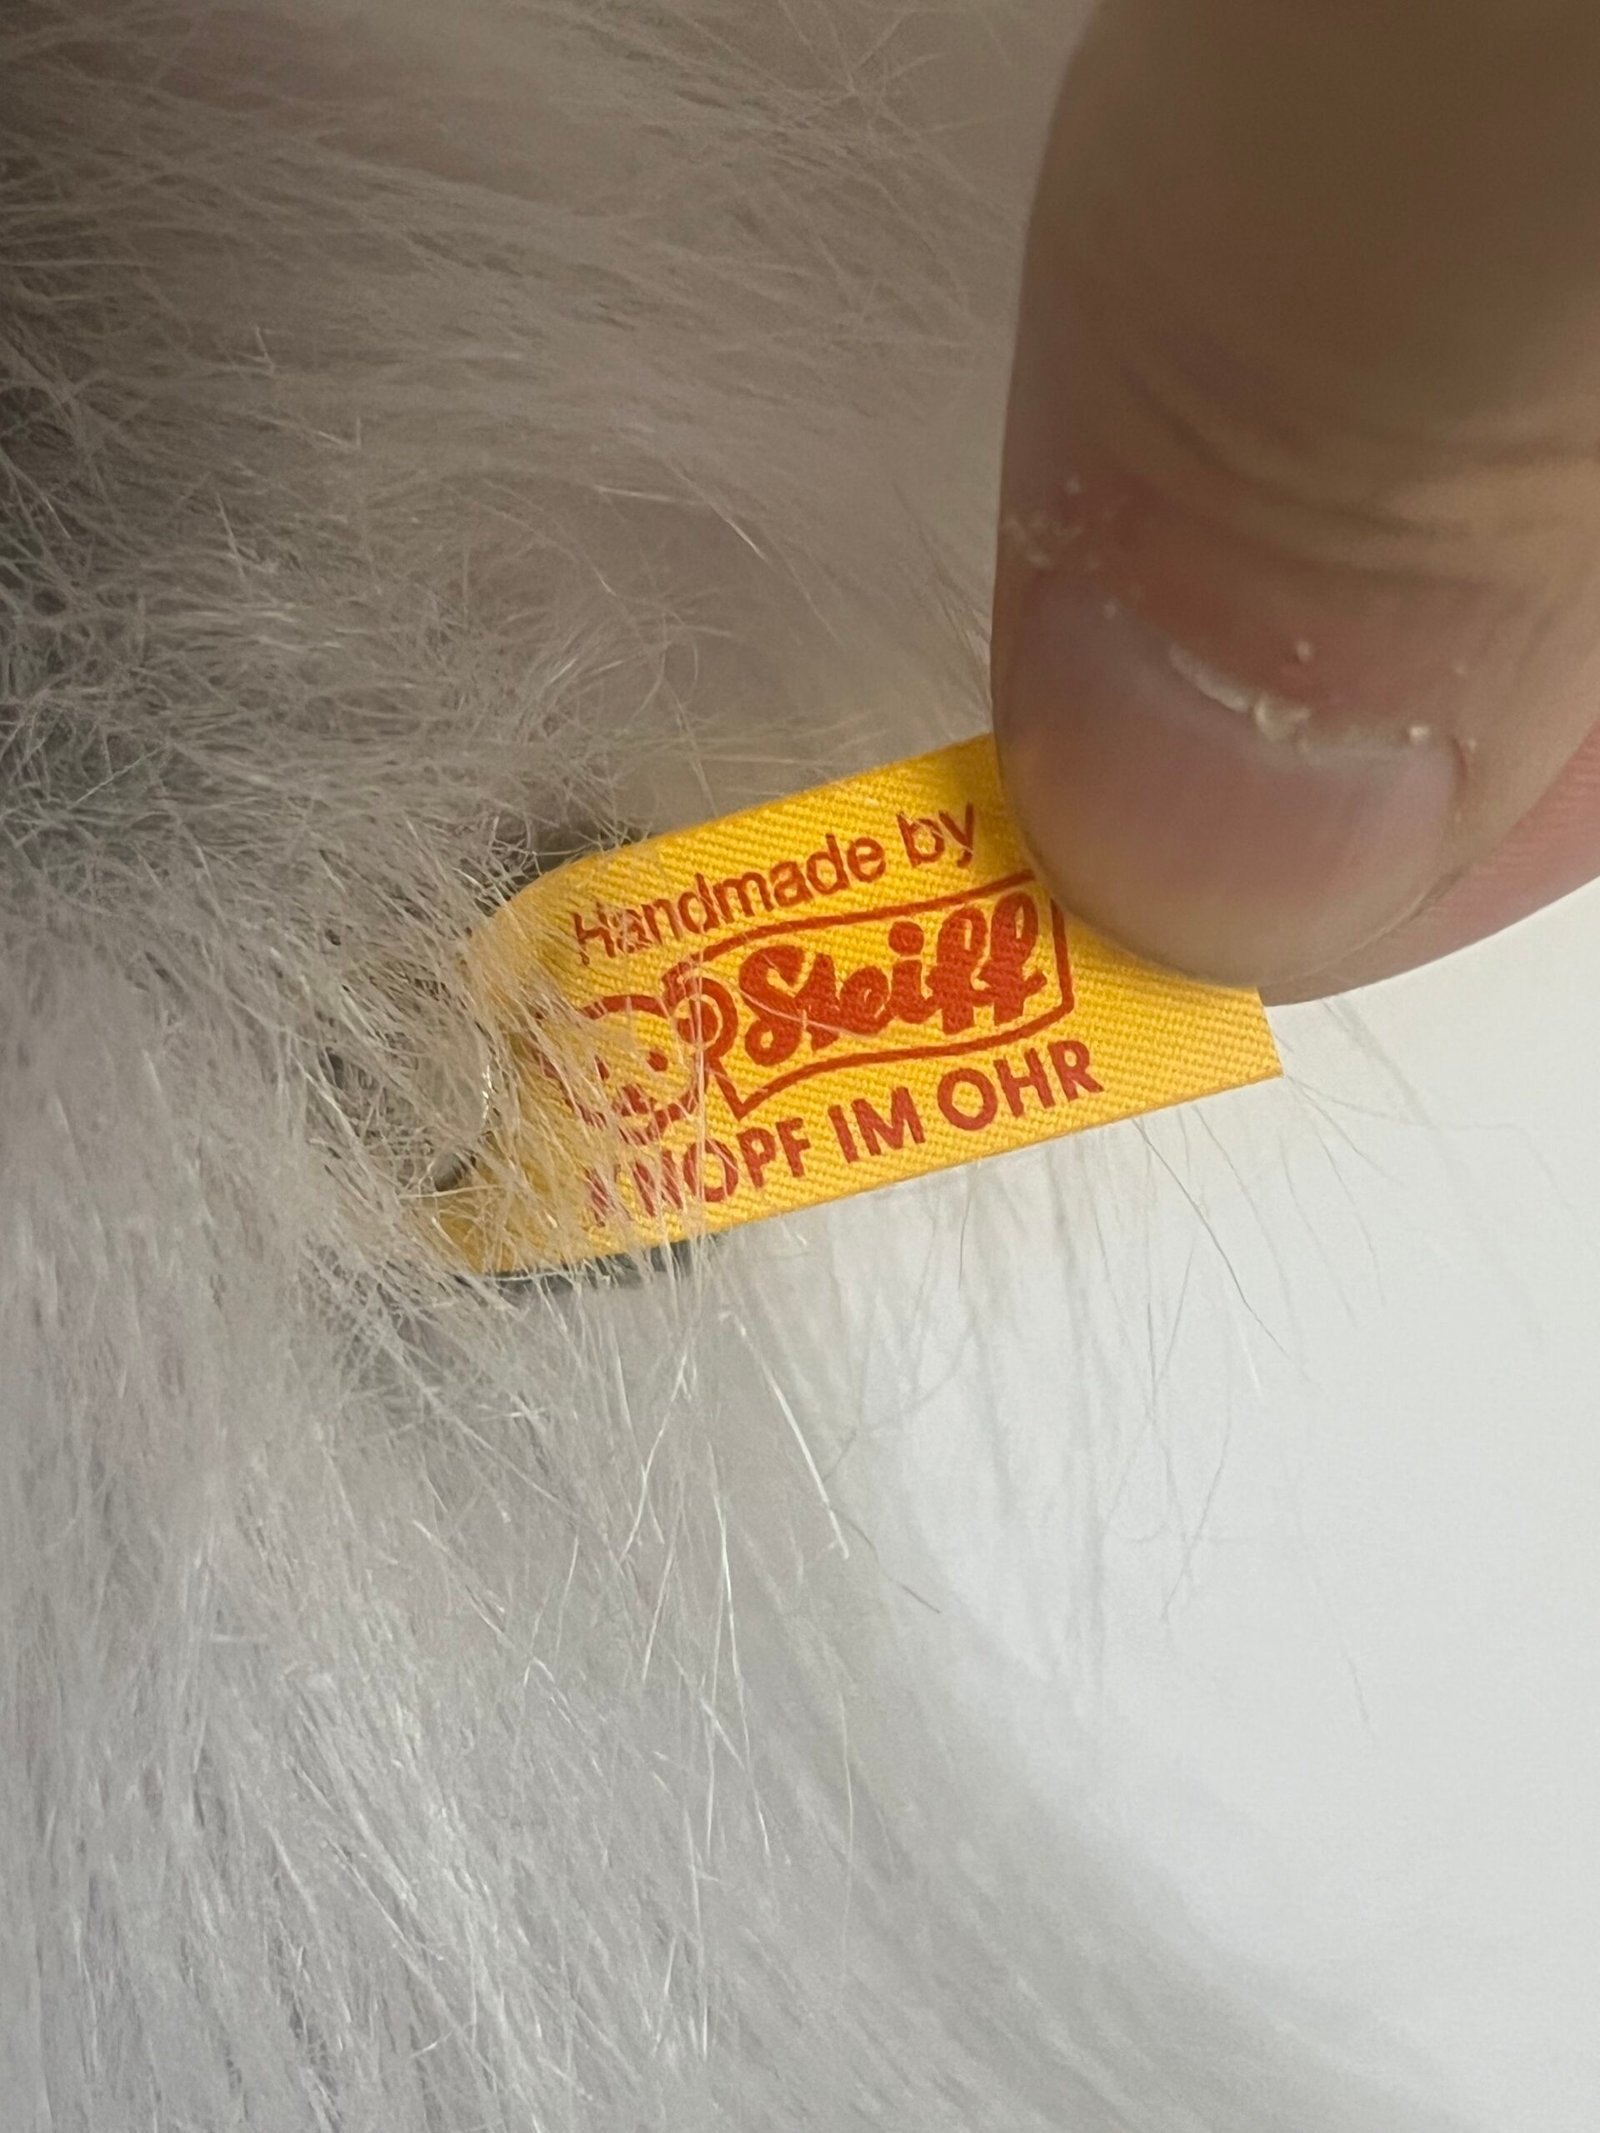 Handmade by
Steiff
KNOPF IM OHR